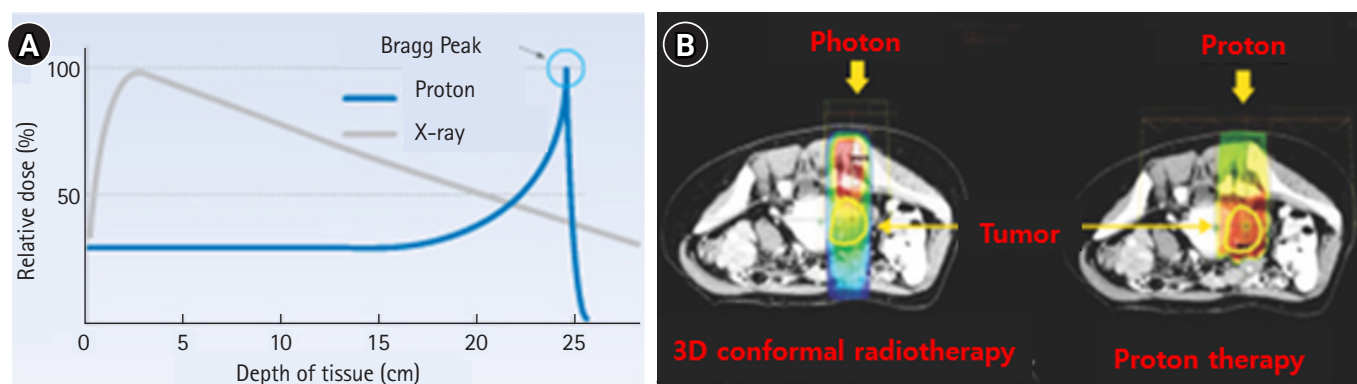 A
Bragg Peak
100
Proton
X-ray
50
Relative dose (%)
0 5 10 15 20 25
Depth of tissue (cm)
B
Photon Proton
Tumor
3D conformal radiotherapy Proton therapy